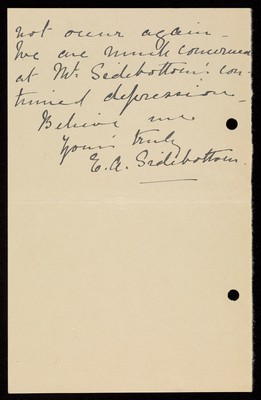 not occur again –
We are much concerned
at Mr. Sidebottom's con-
tinued depression –
Believe me
Yours truly
E. A. Sidebottom.